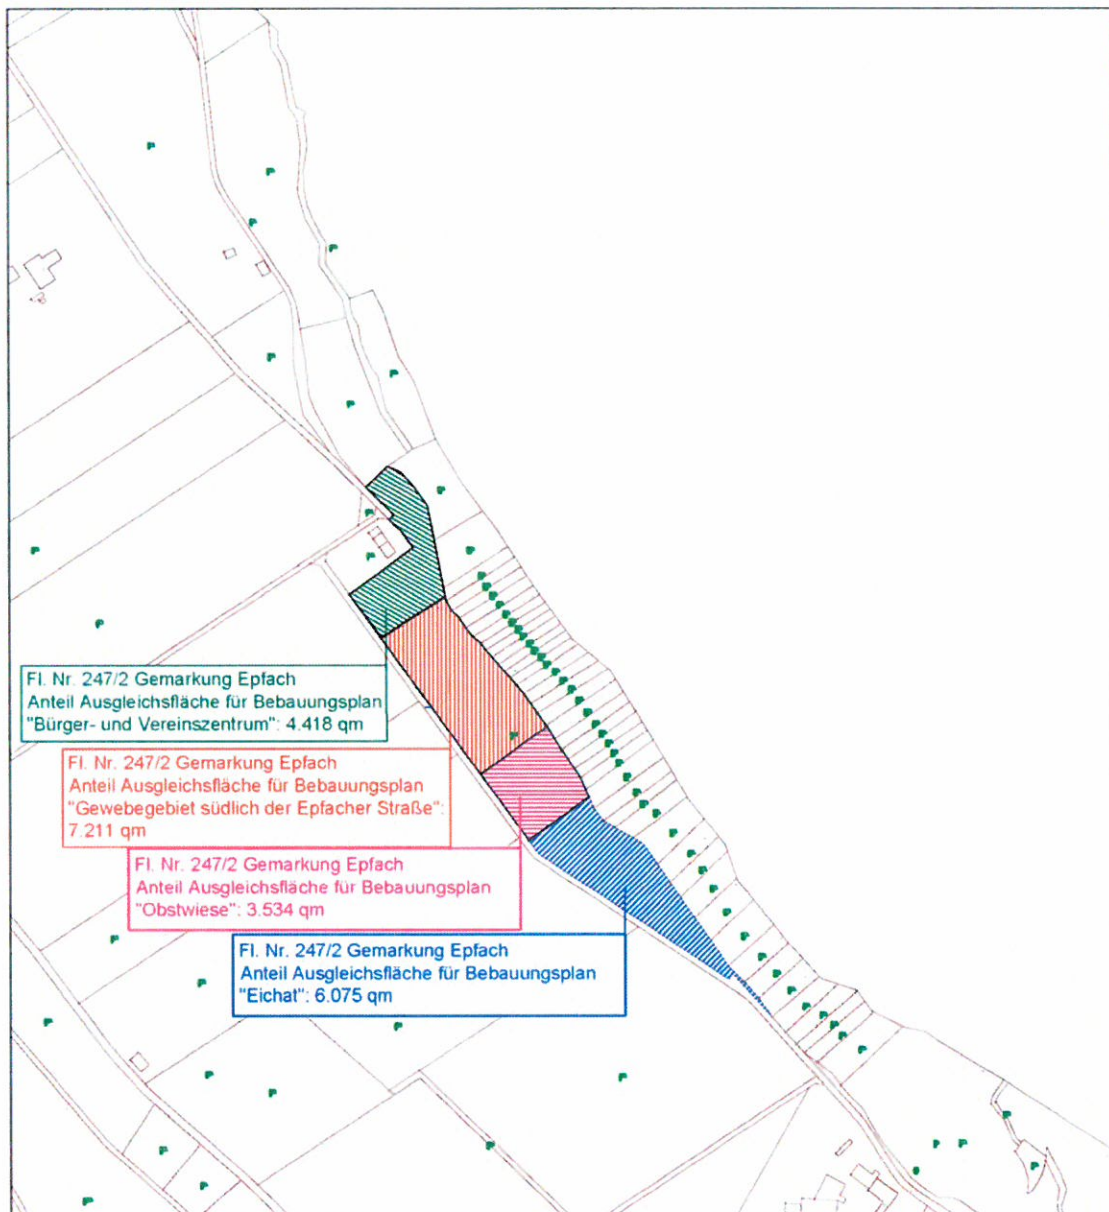 Fl. Nr. 247/2 Gemarkung Epfach
Anteil Ausgleichsfläche für Bebauungsplan
"Bürger- und Vereinszentrum": 4.418 qm
Fl. Nr. 247/2 Gemarkung Epfach
Anteil Ausgleichsfläche für Bebauungsplan
"Gewebegebiet südlich der Epfacher Straße":
7.211 qm
Fl. Nr. 247/2 Gemarkung Epfach
Anteil Ausgleichsfläche für Bebauungsplan
"Obstwiese": 3.534 qm
Fl. Nr. 247/2 Gemarkung Epfach
Anteil Ausgleichsfläche für Bebauungsplan
"Eichat": 6.075 qm